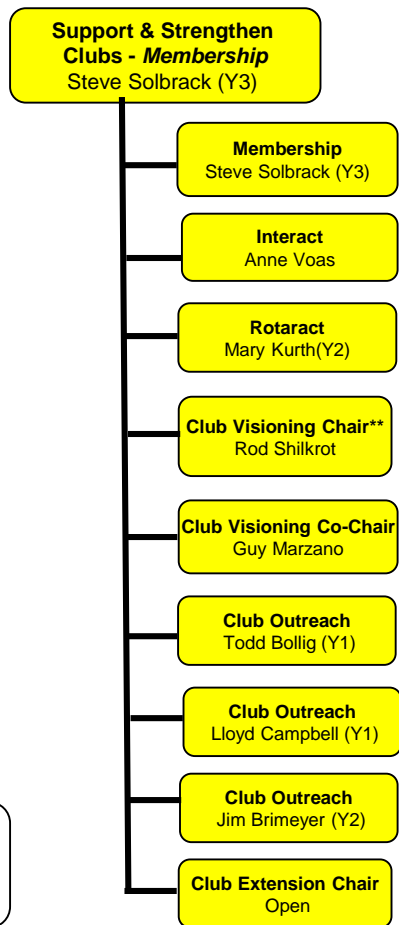 Support & Strengthen
Clubs - Membership
Steve Solbrack (Y3)
Membership
Steve Solbrack (Y3)
Interact
Anne Voas
Rotaract
Mary Kurth(Y2)
Club Visioning Chair**
Rod Shilkrot
Club Visioning Co-Chair
Guy Marzano
Club Outreach
Todd Bollig (Y1)
Club Outreach
Lloyd Campbell (Y1)
Club Outreach
Jim Brimeyer (Y2)
Club Extension Chair
Open